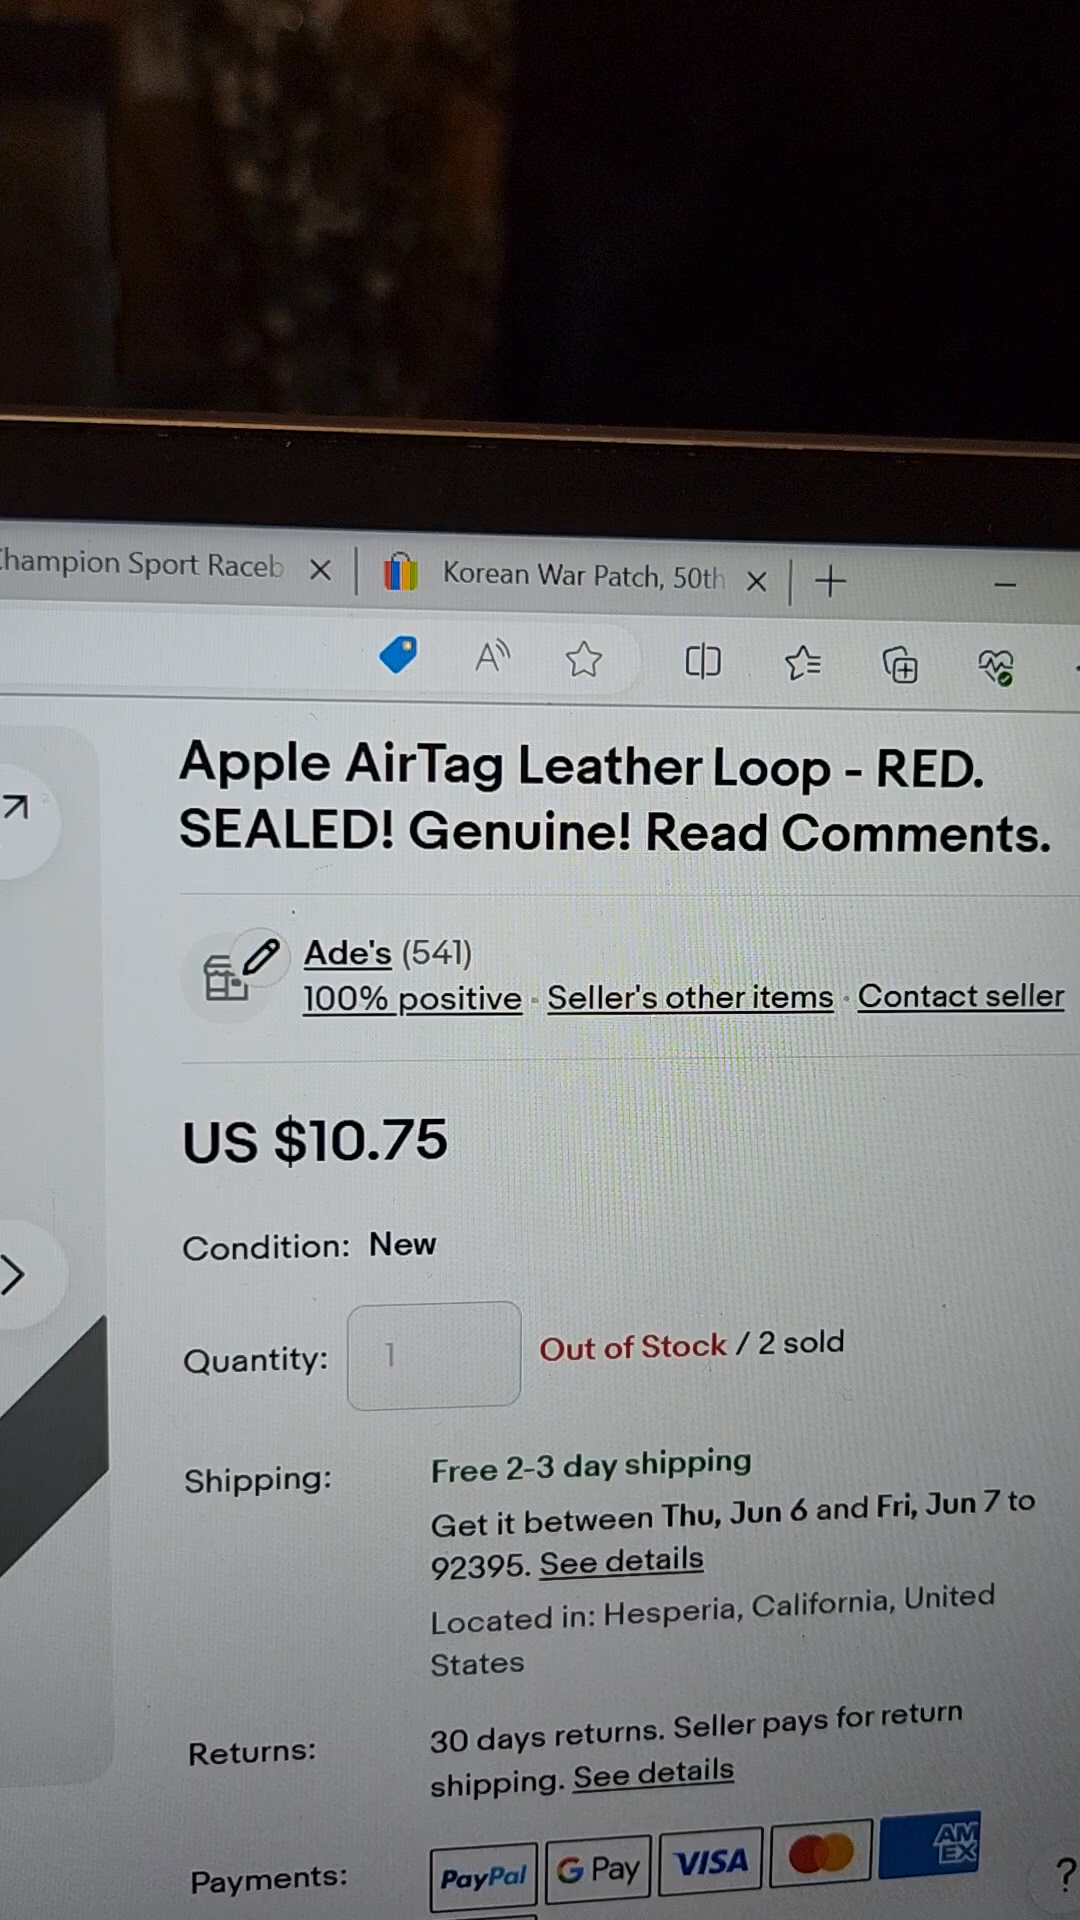 hampion Sport Raceb
Korean War Patch, 50th
Apple AirTag Leather Loop - RED.
SEALED! Genuine! Read Comments.
Ade's (541)
100% positive · Seller's other items · Contact seller
US $10.75
Condition: New
Quantity: 1 Out of Stock / 2 sold
Shipping: Free 2-3 day shipping
Get it between Thu, Jun 6 and Fri, Jun 7 to
92395. See details
Located in: Hesperia, California, United
States
Returns: 30 days returns. Seller pays for return
shipping. See details
Payments: PayPal G Pay VISA AM
EX
?